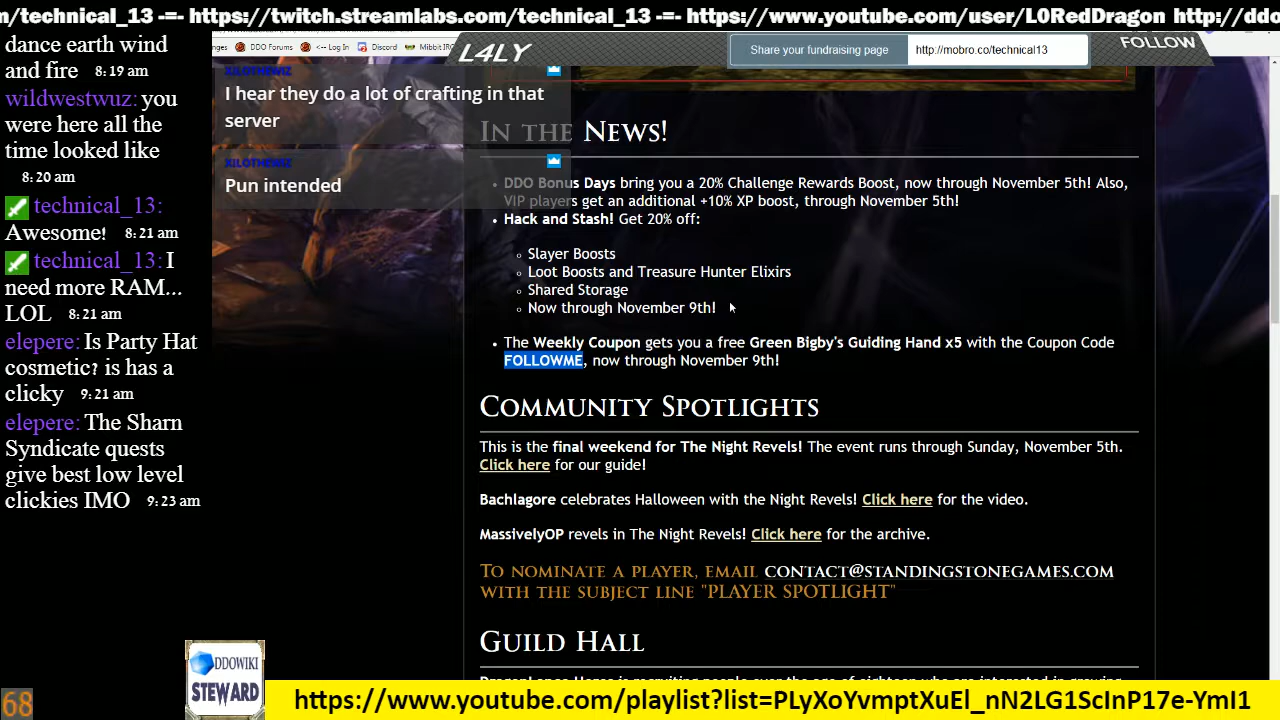 n/technical_13 -=- https://twitch.streamlabs.com/technical_13 -=- https://www.youtube.com/user/L0RedDragon http://ddo
dance earth wind
and fire 8:19 am
wildwestwuz: you
were here all the
time looked like
8:20 am
technical_13:
Awesome! 8:21 am
technical_13: I
need more RAM...
LOL 8:21 am
elepere: Is Party Hat
cosmetic? is has a
clicky 9:21 am
elepere: The Sharn
Syndicate quests
give best low level
clickies IMO 9:23 am
nges DDO Forums <-- Log In Discord Mibbit IRC
L4LY
Share your fundraising page http://mobro.co/technical13
FOLLOW
XILOTHEWIZ
I hear they do a lot of crafting in that
server
XILOTHEWIZ
Pun intended
In the News!
DDO Bonus Days bring you a 20% Challenge Rewards Boost, now through November 5th! Also,
VIP players get an additional +10% XP boost, through November 5th!
Hack and Stash! Get 20% off:
Slayer Boosts
Loot Boosts and Treasure Hunter Elixirs
Shared Storage
Now through November 9th!
The Weekly Coupon gets you a free Green Bigby's Guiding Hand x5 with the Coupon Code
FOLLOWME, now through November 9th!
Community Spotlights
This is the final weekend for The Night Revels! The event runs through Sunday, November 5th.
Click here for our guide!
Bachlagore celebrates Halloween with the Night Revels! Click here for the video.
MassivelyOP revels in The Night Revels! Click here for the archive.
To nominate a player, email contact@standingstonegames.com
with the subject line "PLAYER SPOTLIGHT"
Guild Hall
DDOWIKI
STEWARD
68
https://www.youtube.com/playlist?list=PLyXoYvmptXuEl_nN2LG1ScInP17e-YmI1